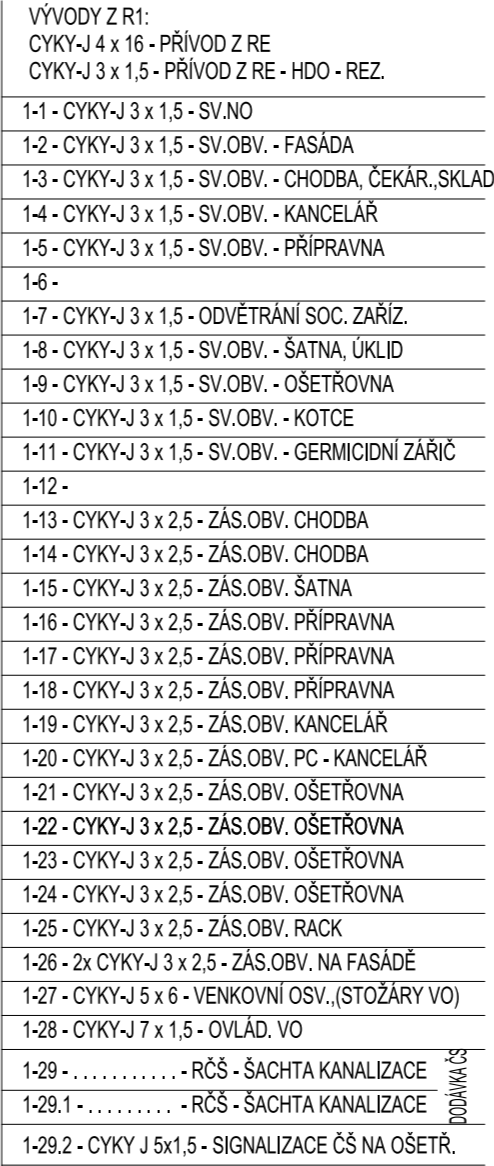 VÝVODY Z R1:
CYKY-J 4 x 16 - PŘÍVOD Z RE
CYKY-J 3 x 1,5 - PŘÍVOD Z RE - HDO - REZ.
1-1 - CYKY-J 3 x 1,5 - SV.NO
1-2 - CYKY-J 3 x 1,5 - SV.OBV. - FASÁDA
1-3 - CYKY-J 3 x 1,5 - SV.OBV. - CHODBA, ČEKÁR.,SKLAD
1-4 - CYKY-J 3 x 1,5 - SV.OBV. - KANCELÁŘ
1-5 - CYKY-J 3 x 1,5 - SV.OBV. - PŘÍPRAVNA
1-6 -
1-7 - CYKY-J 3 x 1,5 - ODVĚTRÁNÍ SOC. ZAŘÍZ.
1-8 - CYKY-J 3 x 1,5 - SV.OBV. - ŠATNA, ÚKLID
1-9 - CYKY-J 3 x 1,5 - SV.OBV. - OŠETŘOVNA
1-10 - CYKY-J 3 x 1,5 - SV.OBV. - KOTCE
1-11 - CYKY-J 3 x 1,5 - SV.OBV. - GERMICIDNÍ ZÁŘIČ
1-12 -
1-13 - CYKY-J 3 x 2,5 - ZÁS.OBV. CHODBA
1-14 - CYKY-J 3 x 2,5 - ZÁS.OBV. CHODBA
1-15 - CYKY-J 3 x 2,5 - ZÁS.OBV. ŠATNA
1-16 - CYKY-J 3 x 2,5 - ZÁS.OBV. PŘÍPRAVNA
1-17 - CYKY-J 3 x 2,5 - ZÁS.OBV. PŘÍPRAVNA
1-18 - CYKY-J 3 x 2,5 - ZÁS.OBV. PŘÍPRAVNA
1-19 - CYKY-J 3 x 2,5 - ZÁS.OBV. KANCELÁŘ
1-20 - CYKY-J 3 x 2,5 - ZÁS.OBV. PC - KANCELÁŘ
1-21 - CYKY-J 3 x 2,5 - ZÁS.OBV. OŠETŘOVNA
1-22 - CYKY-J 3 x 2,5 - ZÁS.OBV. OŠETŘOVNA
1-23 - CYKY-J 3 x 2,5 - ZÁS.OBV. OŠETŘOVNA
1-24 - CYKY-J 3 x 2,5 - ZÁS.OBV. OŠETŘOVNA
1-25 - CYKY-J 3 x 2,5 - ZÁS.OBV. RACK
1-26 - 2x CYKY-J 3 x 2,5 - ZÁS.OBV. NA FASÁDĚ
1-27 - CYKY-J 5 x 6 - VENKOVNÍ OSV.,(STOŽÁRY VO)
1-28 - CYKY-J 7 x 1,5 - OVLÁD. VO
1-29 - . . . . . . . . . . . - RČŠ - ŠACHTA KANALIZACE
1-29.1 - . . . . . . . . . - RČŠ - ŠACHTA KANALIZACE
DODÁVKA ČS
1-29.2 - CYKY J 5x1,5 - SIGNALIZACE ČŠ NA OŠETŘ.